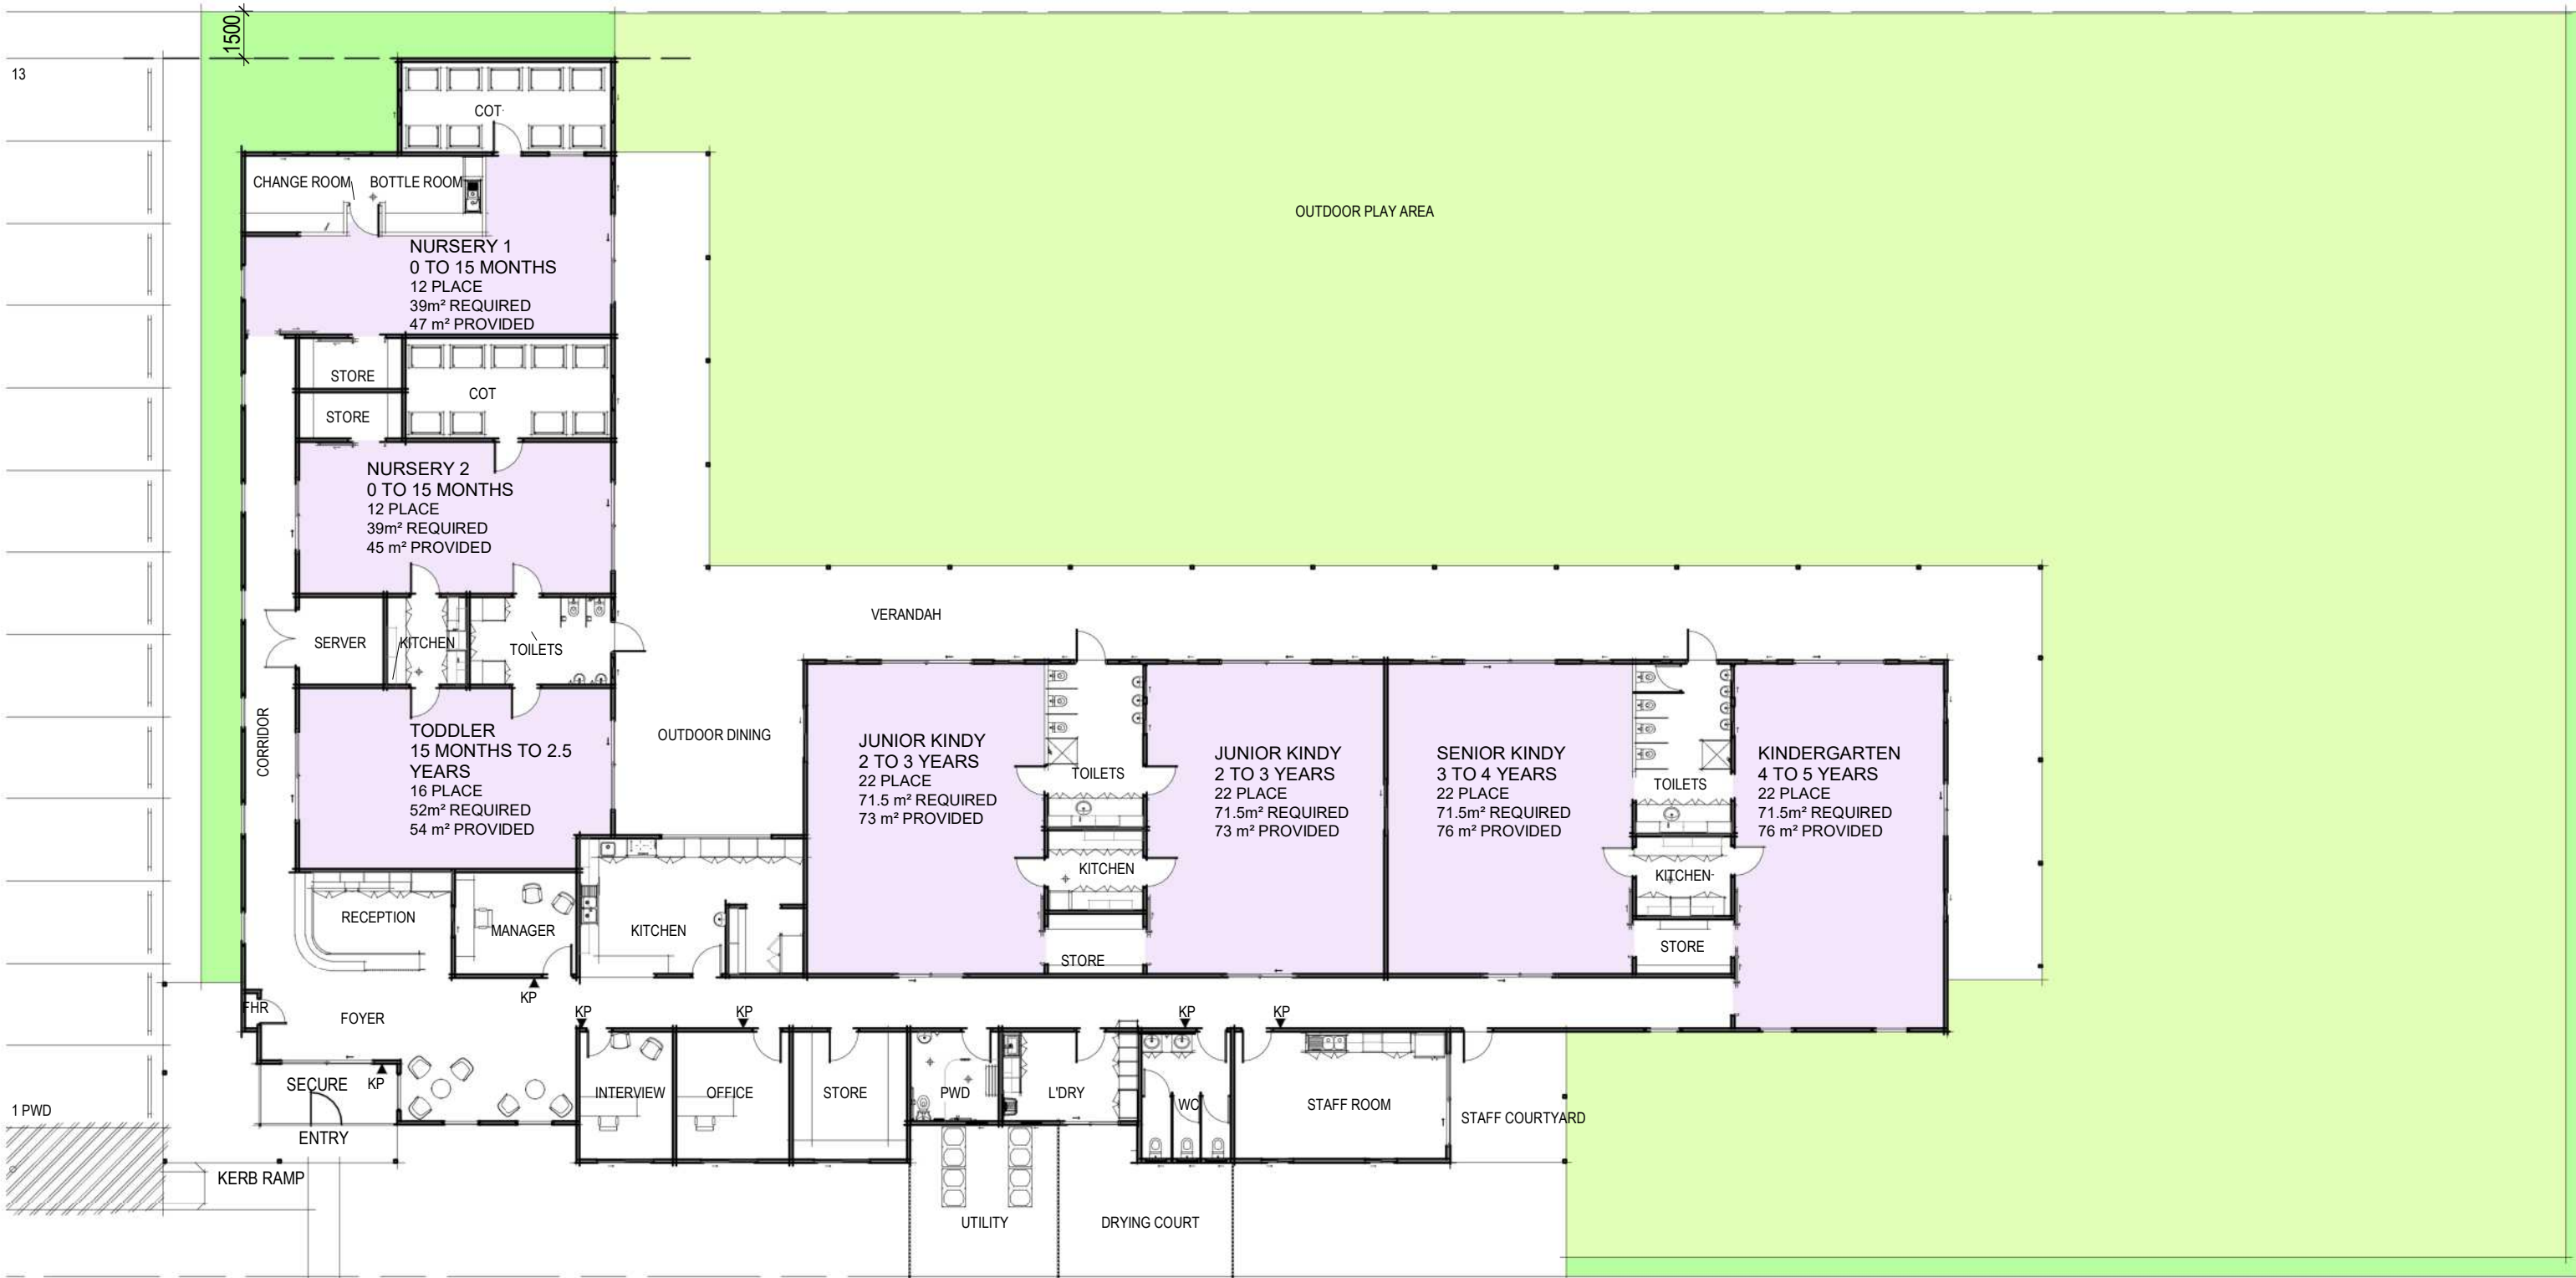 1500
13
COT
CHANGE ROOM
BOTTLE ROOM
OUTDOOR PLAY AREA
NURSERY 1
0 TO 15 MONTHS
12 PLACE
39m² REQUIRED
47 m² PROVIDED
STORE
COT
STORE
NURSERY 2
0 TO 15 MONTHS
12 PLACE
39m² REQUIRED
45 m² PROVIDED
VERANDAH
SERVER
KITCHEN
TOILETS
CORRIDOR
TODDLER
15 MONTHS TO 2.5
YEARS
16 PLACE
52m² REQUIRED
54 m² PROVIDED
OUTDOOR DINING
JUNIOR KINDY
2 TO 3 YEARS
22 PLACE
71.5 m² REQUIRED
73 m² PROVIDED
TOILETS
KITCHEN
STORE
JUNIOR KINDY
2 TO 3 YEARS
22 PLACE
71.5m² REQUIRED
73 m² PROVIDED
SENIOR KINDY
3 TO 4 YEARS
22 PLACE
71.5m² REQUIRED
76 m² PROVIDED
TOILETS
KITCHEN
STORE
KINDERGARTEN
4 TO 5 YEARS
22 PLACE
71.5m² REQUIRED
76 m² PROVIDED
RECEPTION
MANAGER
KITCHEN
KP
FHR
FOYER
KP
KP
KP
KP
SECURE
KP
ENTRY
INTERVIEW
OFFICE
STORE
PWD
L'DRY
WC
STAFF ROOM
STAFF COURTYARD
1 PWD
KERB RAMP
UTILITY
DRYING COURT